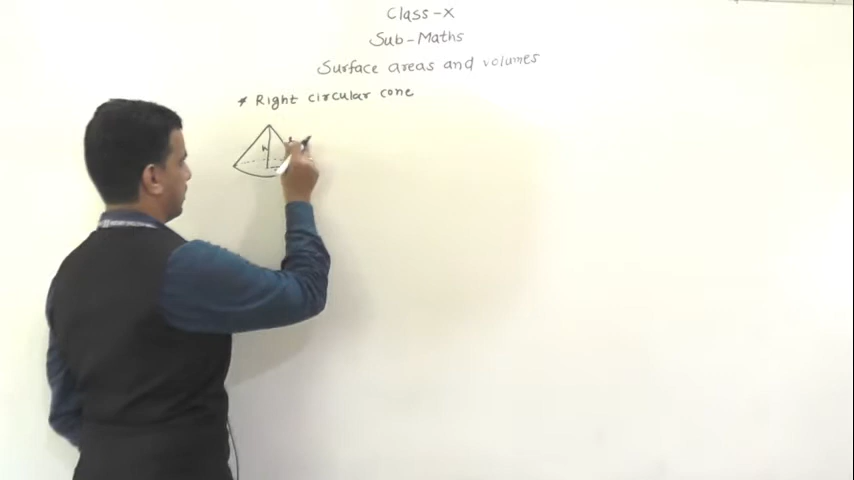 Class-X
Sub-Maths
Surface areas and volumes
* Right circular cone
h